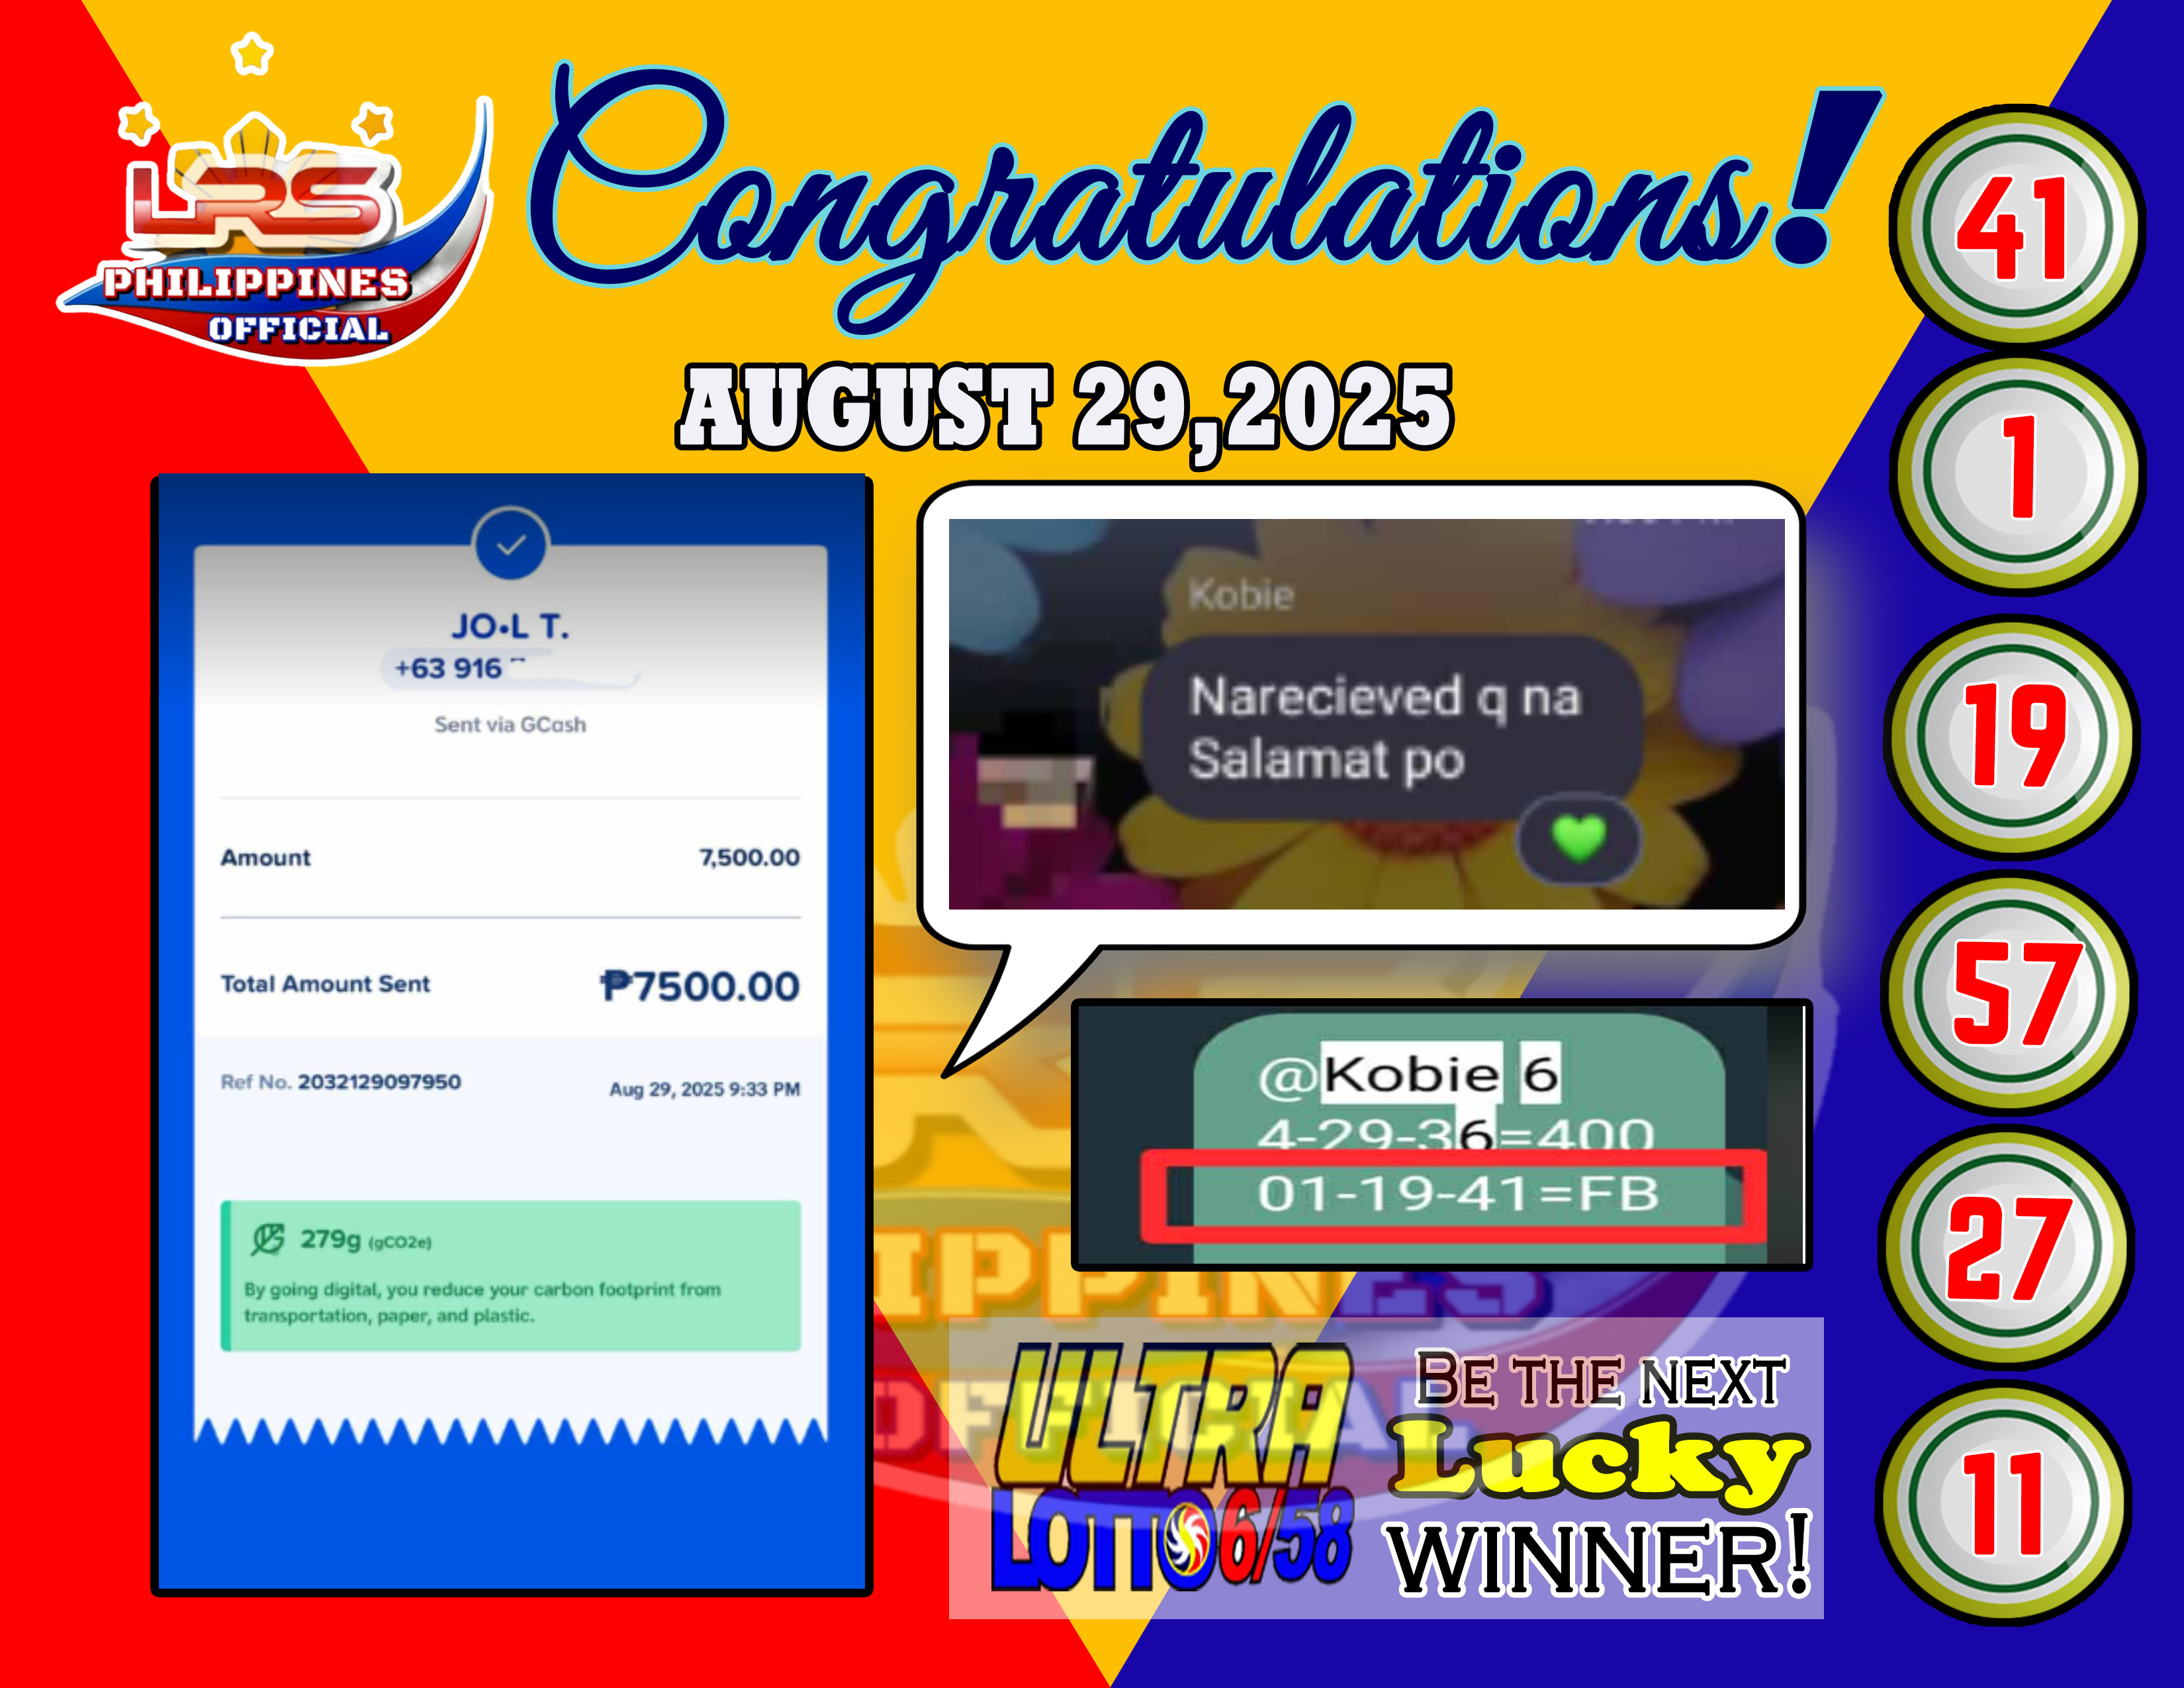 LRS
PHILIPPINES
OFFICIAL
Congratulations!
AUGUST 29,2025
JO•L T.
+63 916
Sent via GCash
Amount 7,500.00
Total Amount Sent ₱7500.00
Ref No. 2032129097950 Aug 29, 2025 9:33 PM
279g (gCO2e)
By going digital, you reduce your carbon footprint from
transportation, paper, and plastic.
Kobie
Narecieved q na
Salamat po
@Kobie 6
4-29-36=400
01-19-41=FB
ULTRA
LOTTO 6/58
BE THE NEXT
Lucky
WINNER!
41
1
19
57
27
11